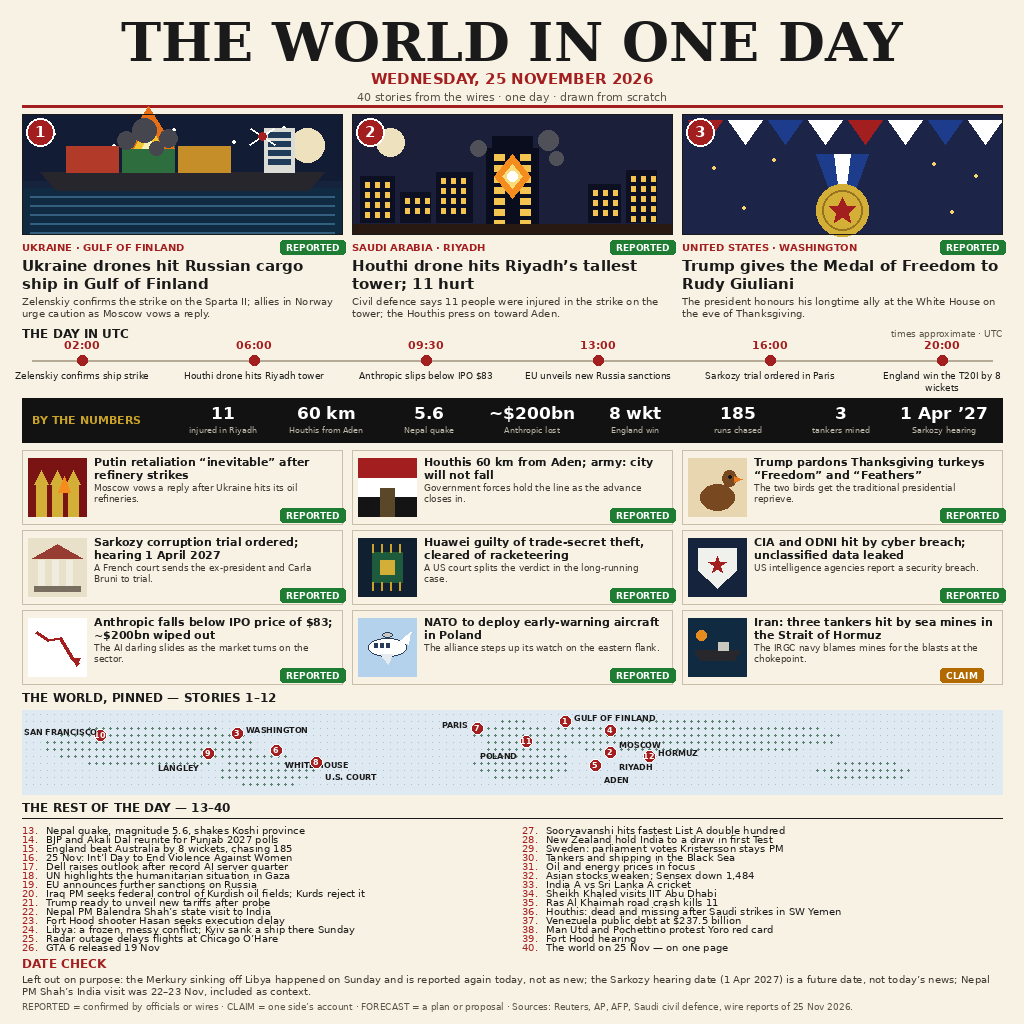 THE WORLD IN ONE DAY
WEDNESDAY, 25 NOVEMBER 2026
40 stories from the wires · one day · drawn from scratch
1
2
3
UKRAINE · GULF OF FINLAND
REPORTED
Ukraine drones hit Russian cargo
ship in Gulf of Finland
Zelenskiy confirms the strike on the Sparta II; allies in Norway
urge caution as Moscow vows a reply.
SAUDI ARABIA · RIYADH
REPORTED
Houthi drone hits Riyadh’s tallest
tower; 11 hurt
Civil defence says 11 people were injured in the strike on the
tower; the Houthis press on toward Aden.
UNITED STATES · WASHINGTON
REPORTED
Trump gives the Medal of Freedom to
Rudy Giuliani
The president honours his longtime ally at the White House on
the eve of Thanksgiving.
THE DAY IN UTC
times approximate · UTC
02:00
06:00
09:30
13:00
16:00
20:00
Zelenskiy confirms ship strike
Houthi drone hits Riyadh tower
Anthropic slips below IPO $83
EU unveils new Russia sanctions
Sarkozy trial ordered in Paris
England win the T20I by 8
wickets
BY THE NUMBERS
11
injured in Riyadh
60 km
Houthis from Aden
5.6
Nepal quake
~$200bn
Anthropic lost
8 wkt
England win
185
runs chased
3
tankers mined
1 Apr ’27
Sarkozy hearing
Putin retaliation “inevitable” after
refinery strikes
Moscow vows a reply after Ukraine hits its oil
refineries.
REPORTED
Houthis 60 km from Aden; army: city
will not fall
Government forces hold the line as the advance
closes in.
REPORTED
Trump pardons Thanksgiving turkeys
“Freedom” and “Feathers”
The two birds get the traditional presidential
reprieve.
REPORTED
Sarkozy corruption trial ordered;
hearing 1 April 2027
A French court sends the ex-president and Carla
Bruni to trial.
REPORTED
Huawei guilty of trade-secret theft,
cleared of racketeering
A US court splits the verdict in the long-running
case.
REPORTED
CIA and ODNI hit by cyber breach;
unclassified data leaked
US intelligence agencies report a security breach.
REPORTED
Anthropic falls below IPO price of $83;
~$200bn wiped out
The AI darling slides as the market turns on the
sector.
REPORTED
NATO to deploy early-warning aircraft
in Poland
The alliance steps up its watch on the eastern flank.
REPORTED
Iran: three tankers hit by sea mines in
the Strait of Hormuz
The IRGC navy blames mines for the blasts at the
chokepoint.
CLAIM
THE WORLD, PINNED — STORIES 1–12
SAN FRANCISCO
10
3
WASHINGTON
9
LANGLEY
6
WHITE HOUSE
8
U.S. COURT
PARIS
7
1
GULF OF FINLAND
4
MOSCOW
11
POLAND
2
RIYADH
12
HORMUZ
5
ADEN
THE REST OF THE DAY — 13–40
13. Nepal quake, magnitude 5.6, shakes Koshi province
14. BJP and Akali Dal reunite for Punjab 2027 polls
15. England beat Australia by 8 wickets, chasing 185
16. 25 Nov: Int’l Day to End Violence Against Women
17. Dell raises outlook after record AI server quarter
18. UN highlights the humanitarian situation in Gaza
19. EU announces further sanctions on Russia
20. Iraq PM seeks federal control of Kurdish oil fields; Kurds reject it
21. Trump ready to unveil new tariffs after probe
22. Nepal PM Balendra Shah’s state visit to India
23. Fort Hood shooter Hasan seeks execution delay
24. Libya: a frozen, messy conflict; Kyiv sank a ship there Sunday
25. Radar outage delays flights at Chicago O’Hare
26. GTA 6 released 19 Nov
27. Sooryavanshi hits fastest List A double hundred
28. New Zealand hold India to a draw in first Test
29. Sweden: parliament votes Kristersson stays PM
30. Tankers and shipping in the Black Sea
31. Oil and energy prices in focus
32. Asian stocks weaken; Sensex down 1,484
33. India A vs Sri Lanka A cricket
34. Sheikh Khaled visits IIT Abu Dhabi
35. Ras Al Khaimah road crash kills 11
36. Houthis: dead and missing after Saudi strikes in SW Yemen
37. Venezuela public debt at $237.5 billion
38. Man Utd and Pochettino protest Yoro red card
39. Fort Hood hearing
40. The world on 25 Nov — on one page
DATE CHECK
Left out on purpose: the Merkury sinking off Libya happened on Sunday and is reported again today, not as new; the Sarkozy hearing date (1 Apr 2027) is a future date, not today’s news; Nepal
PM Shah’s India visit was 22–23 Nov, included as context.
REPORTED = confirmed by officials or wires · CLAIM = one side’s account · FORECAST = a plan or proposal · Sources: Reuters, AP, AFP, Saudi civil defence, wire reports of 25 Nov 2026.